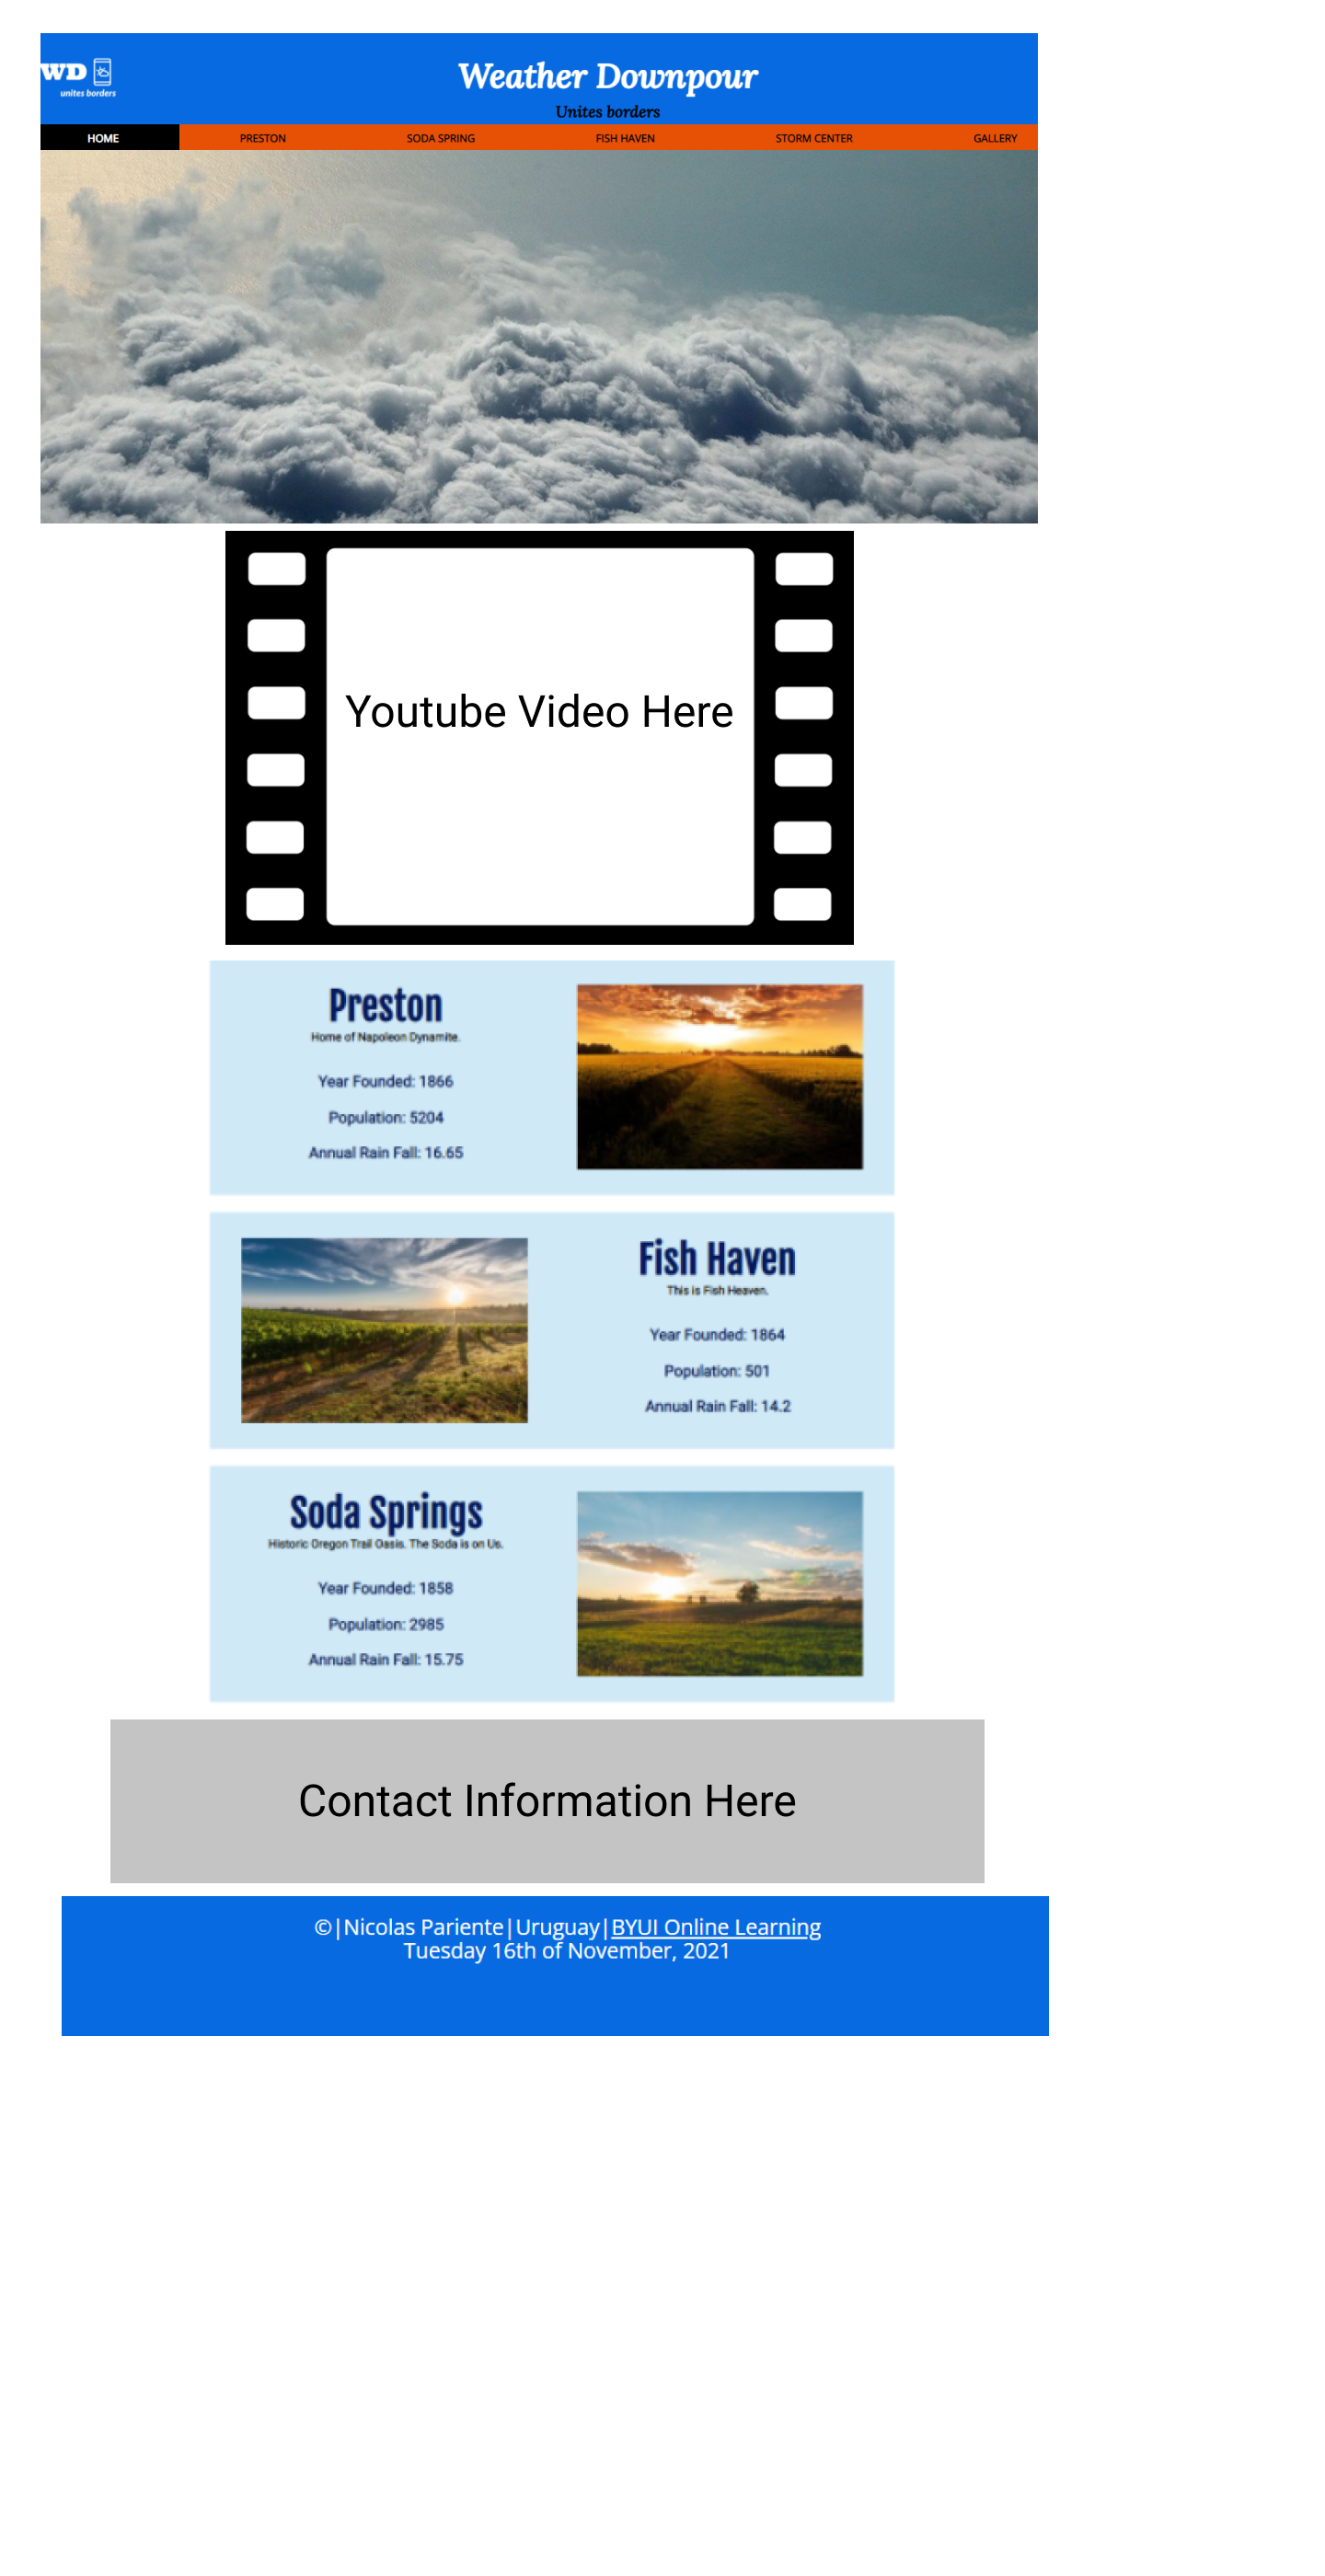 WD
unites borders
Weather Downpour
Unites borders
HOME PRESTON SODA SPRING FISH HAVEN STORM CENTER GALLERY
Youtube Video Here
Preston
Home of Napoleon Dynamite.
Year Founded: 1866
Population: 5204
Annual Rain Fall: 16.65
Fish Haven
This is Fish Heaven.
Year Founded: 1864
Population: 501
Annual Rain Fall: 14.2
Soda Springs
Historic Oregon Trail Oasis. The Soda is on Us.
Year Founded: 1858
Population: 2985
Annual Rain Fall: 15.75
Contact Information Here
©|Nicolas Pariente|Uruguay|BYUI Online Learning
Tuesday 16th of November, 2021